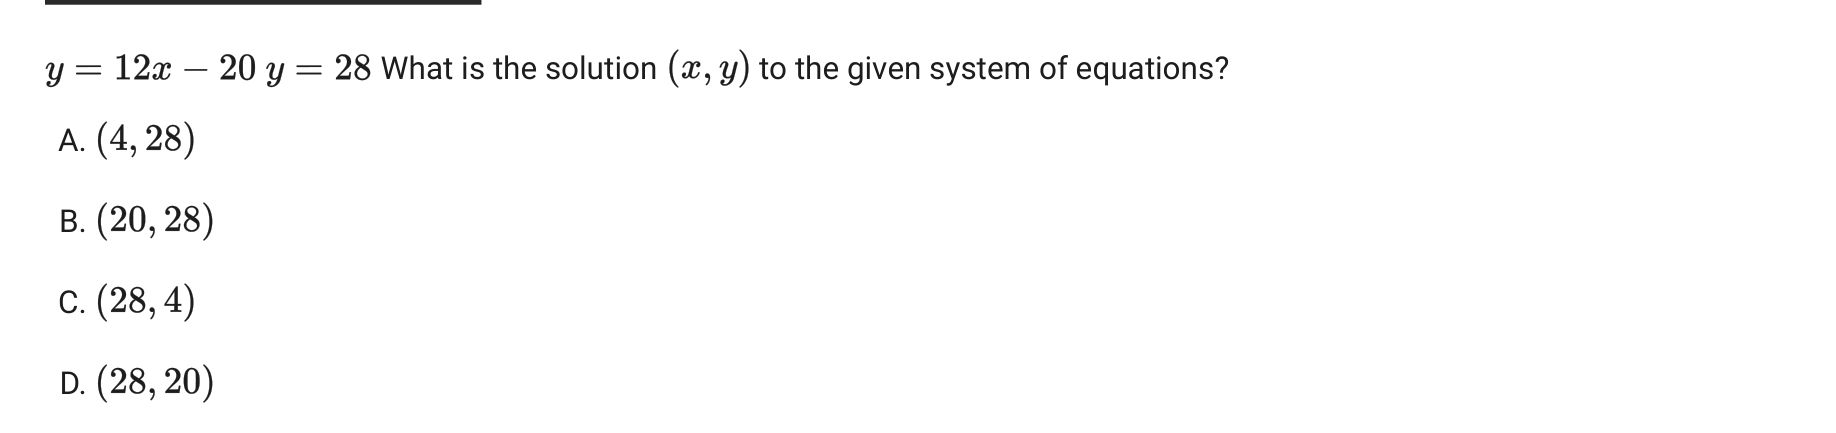 y = 12x − 20 y = 28 What is the solution (x, y) to the given system of equations?
A. (4, 28)
B. (20, 28)
C. (28, 4)
D. (28, 20)